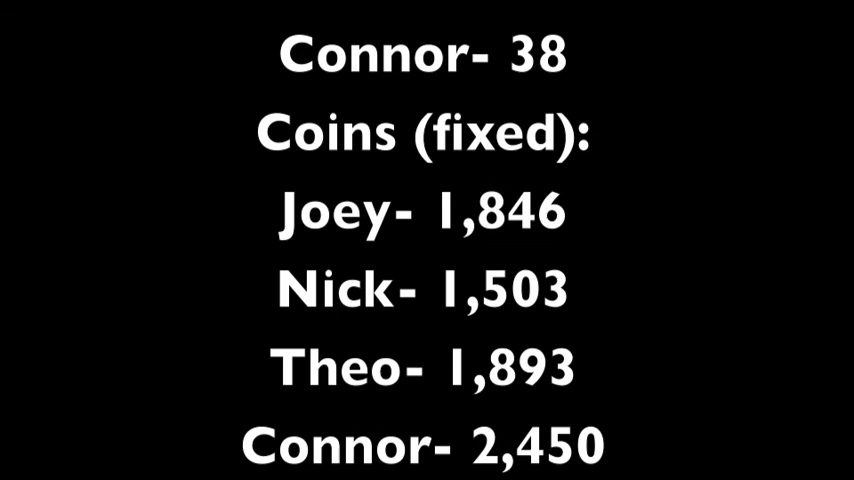 Connor- 38
Coins (fixed):
Joey- 1,846
Nick- 1,503
Theo- 1,893
Connor- 2,450